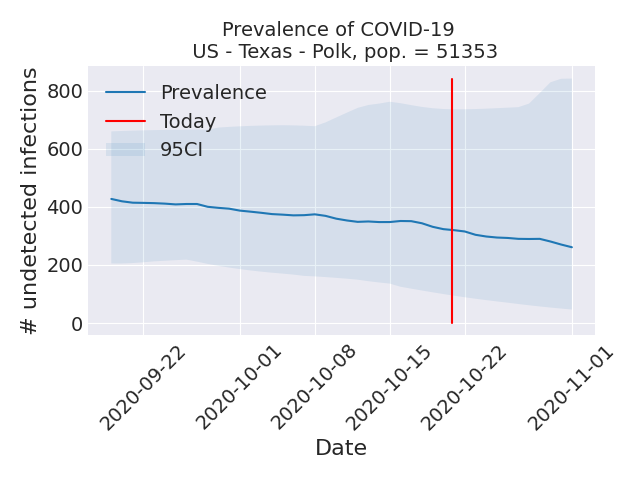 Prevalence of COVID-19
US - Texas - Polk, pop. = 51353
# undetected infections
800
600
400
200
0
Prevalence
Today
95CI
2020-09-22
2020-10-01
2020-10-08
2020-10-15
2020-10-22
2020-11-01
Date